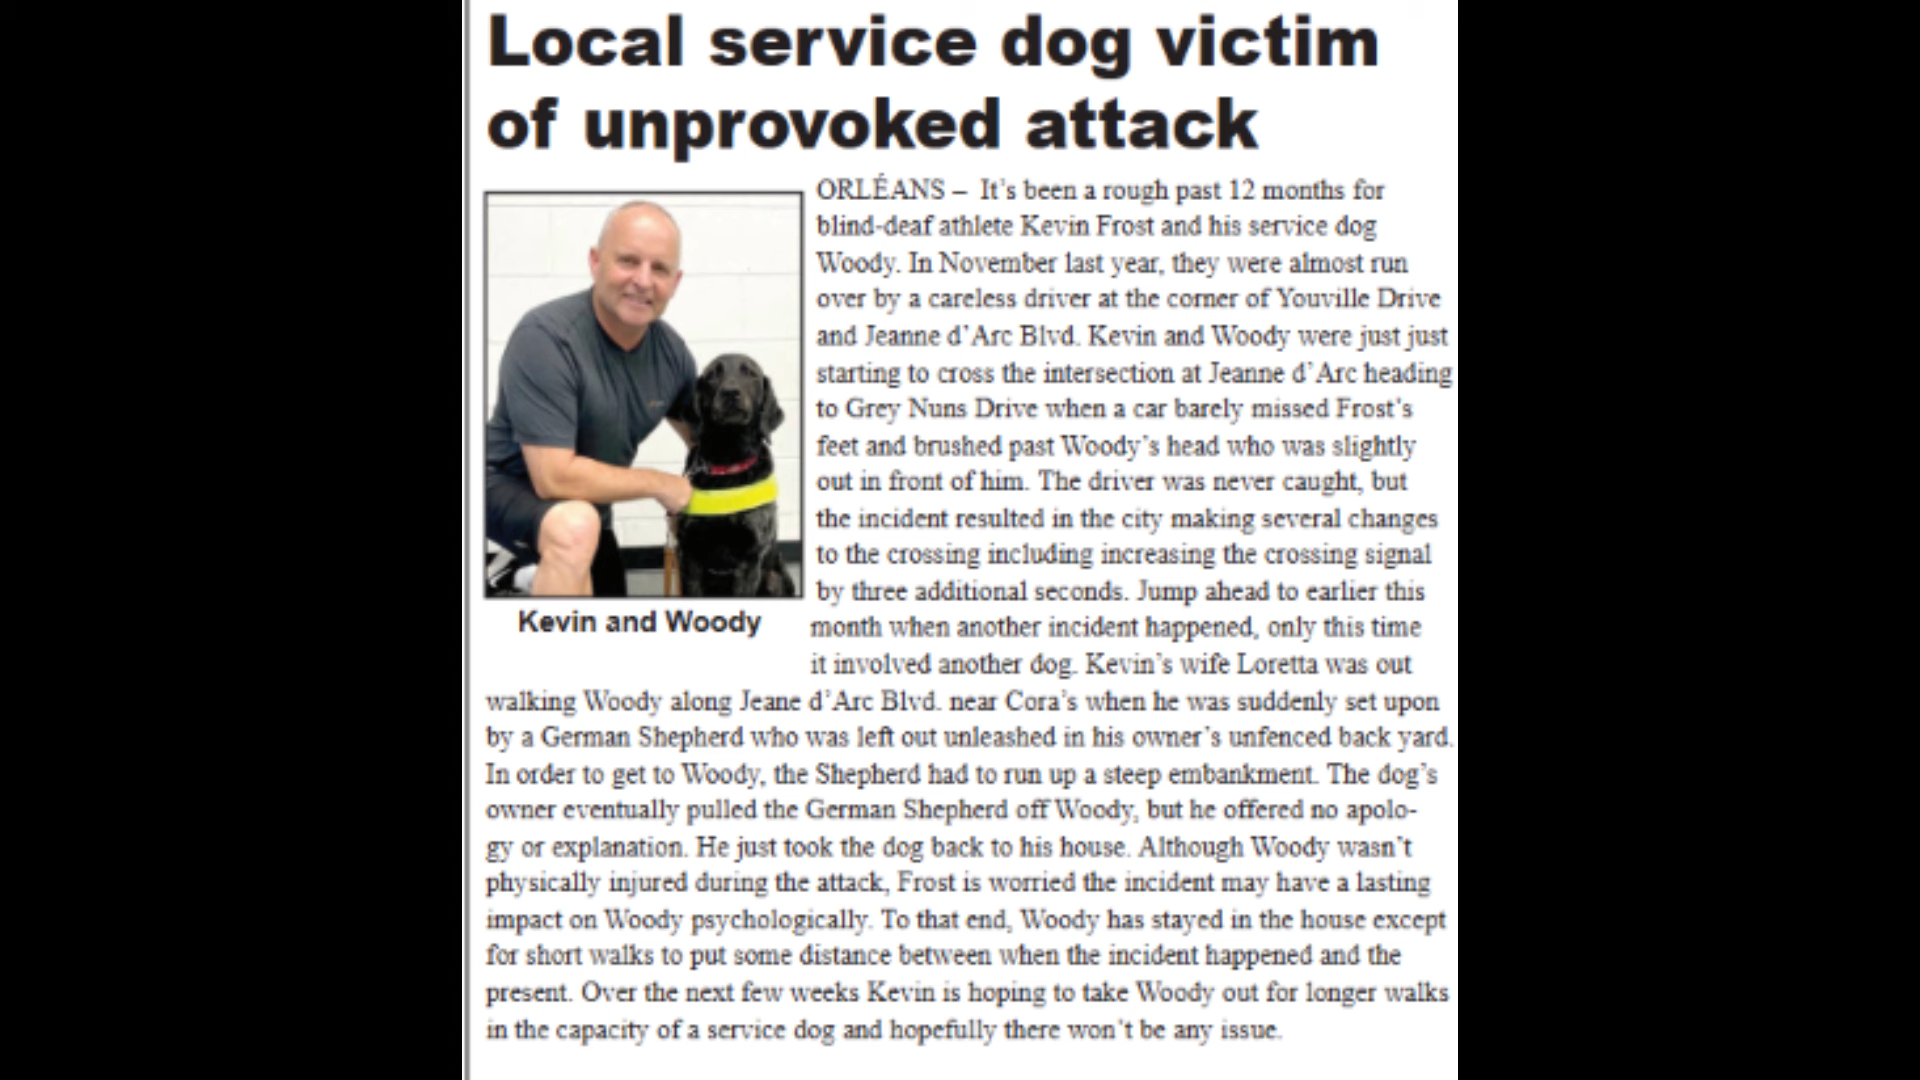 Local service dog victim
of unprovoked attack
ORLÉANS – It's been a rough past 12 months for
blind-deaf athlete Kevin Frost and his service dog
Woody. In November last year, they were almost run
over by a careless driver at the corner of Youville Drive
and Jeanne d'Arc Blvd. Kevin and Woody were just just
starting to cross the intersection at Jeanne d'Arc heading
to Grey Nuns Drive when a car barely missed Frost's
feet and brushed past Woody's head who was slightly
out in front of him. The driver was never caught, but
the incident resulted in the city making several changes
to the crossing including increasing the crossing signal
by three additional seconds. Jump ahead to earlier this
month when another incident happened, only this time
it involved another dog. Kevin's wife Loretta was out
walking Woody along Jeane d'Arc Blvd. near Cora's when he was suddenly set upon
by a German Shepherd who was left out unleashed in his owner's unfenced back yard.
In order to get to Woody, the Shepherd had to run up a steep embankment. The dog's
owner eventually pulled the German Shepherd off Woody, but he offered no apolo-
gy or explanation. He just took the dog back to his house. Although Woody wasn't
physically injured during the attack, Frost is worried the incident may have a lasting
impact on Woody psychologically. To that end, Woody has stayed in the house except
for short walks to put some distance between when the incident happened and the
present. Over the next few weeks Kevin is hoping to take Woody out for longer walks
in the capacity of a service dog and hopefully there won't be any issue.
Kevin and Woody